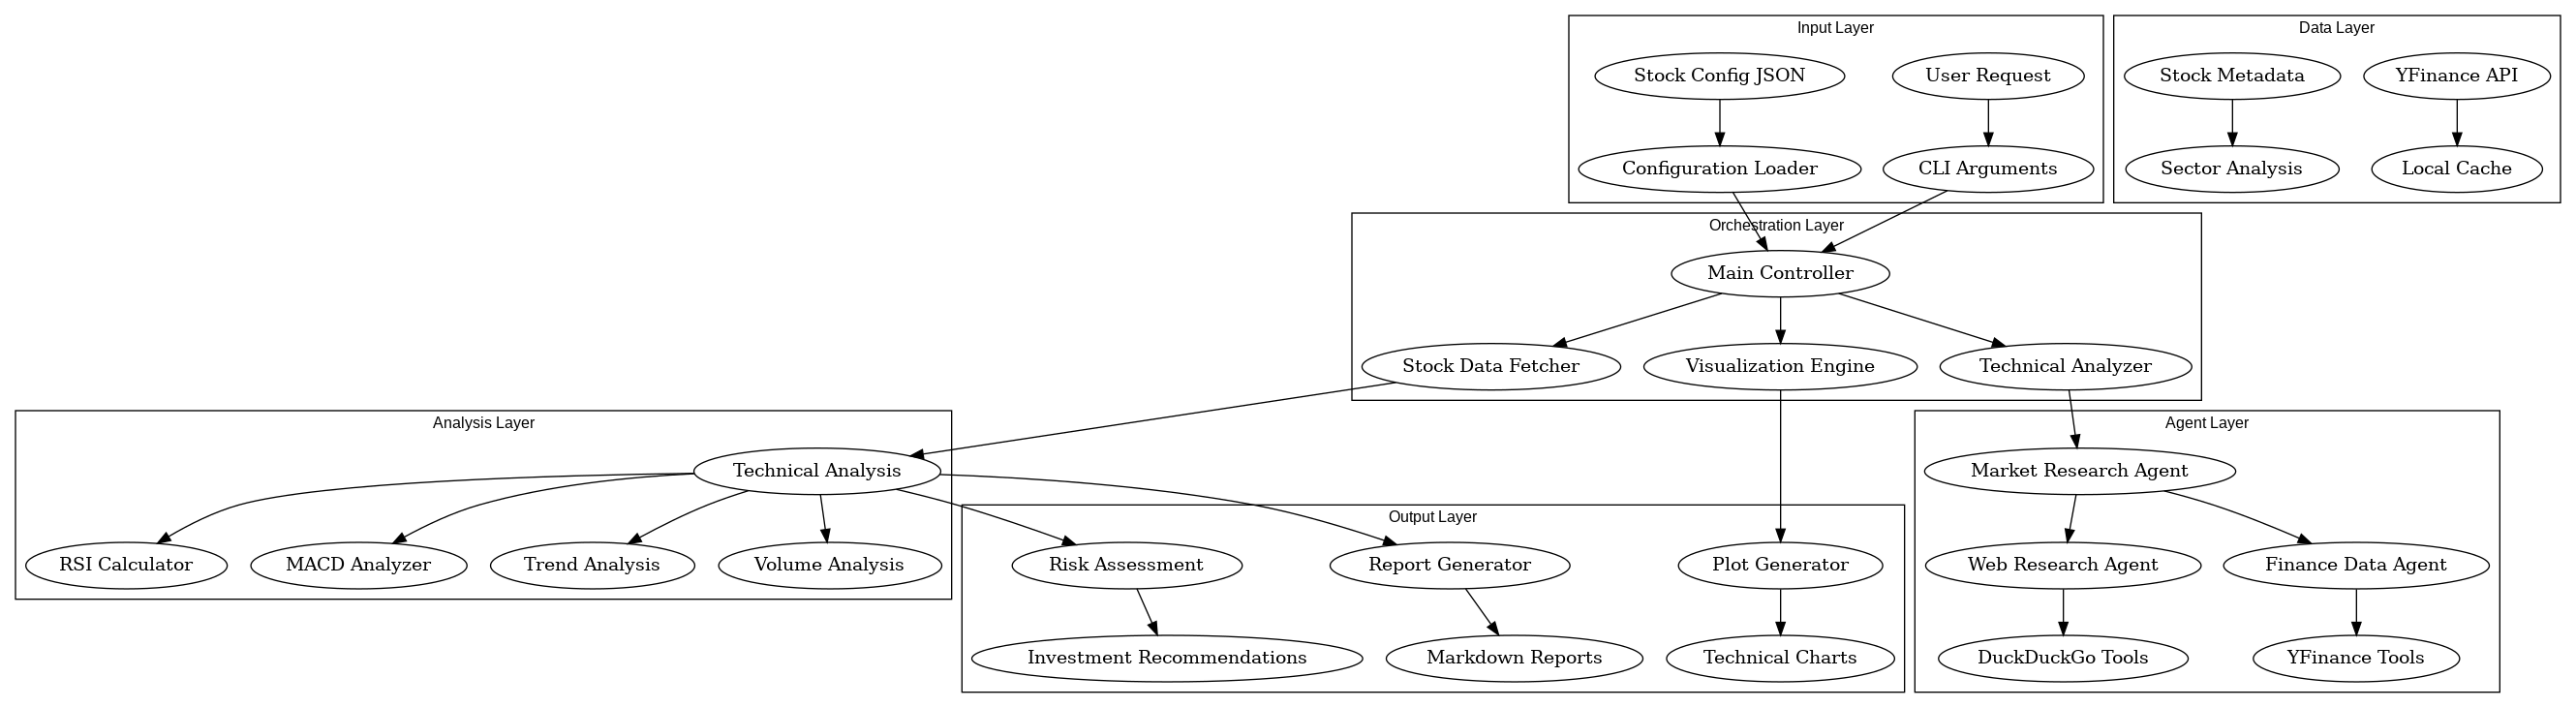 Input Layer
Data Layer
Stock Config JSON
User Request
Stock Metadata
YFinance API
Configuration Loader
CLI Arguments
Sector Analysis
Local Cache
Orchestration Layer
Main Controller
Stock Data Fetcher
Visualization Engine
Technical Analyzer
Analysis Layer
Agent Layer
Technical Analysis
Market Research Agent
Output Layer
RSI Calculator
MACD Analyzer
Trend Analysis
Volume Analysis
Risk Assessment
Report Generator
Plot Generator
Web Research Agent
Finance Data Agent
Investment Recommendations
Markdown Reports
Technical Charts
DuckDuckGo Tools
YFinance Tools